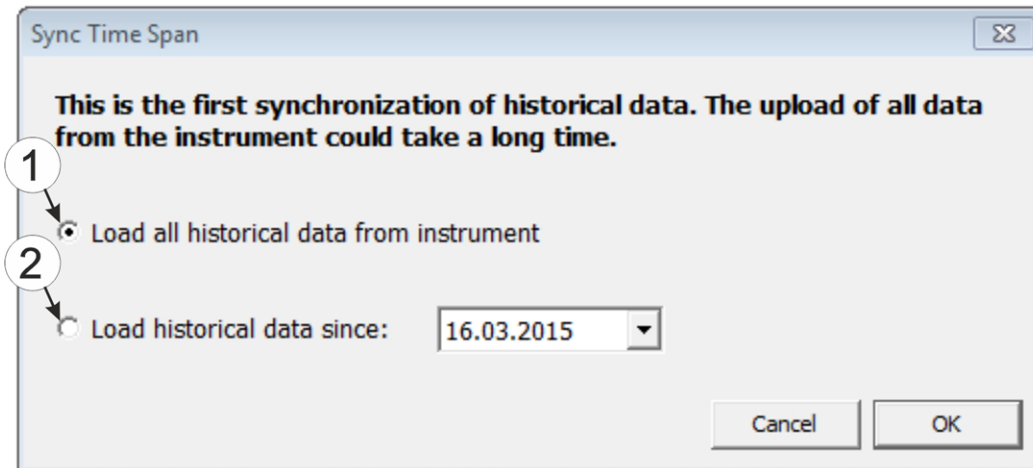 Sync Time Span
This is the first synchronization of historical data. The upload of all data
from the instrument could take a long time.
1
Load all historical data from instrument
2
Load historical data since: 16.03.2015
Cancel OK